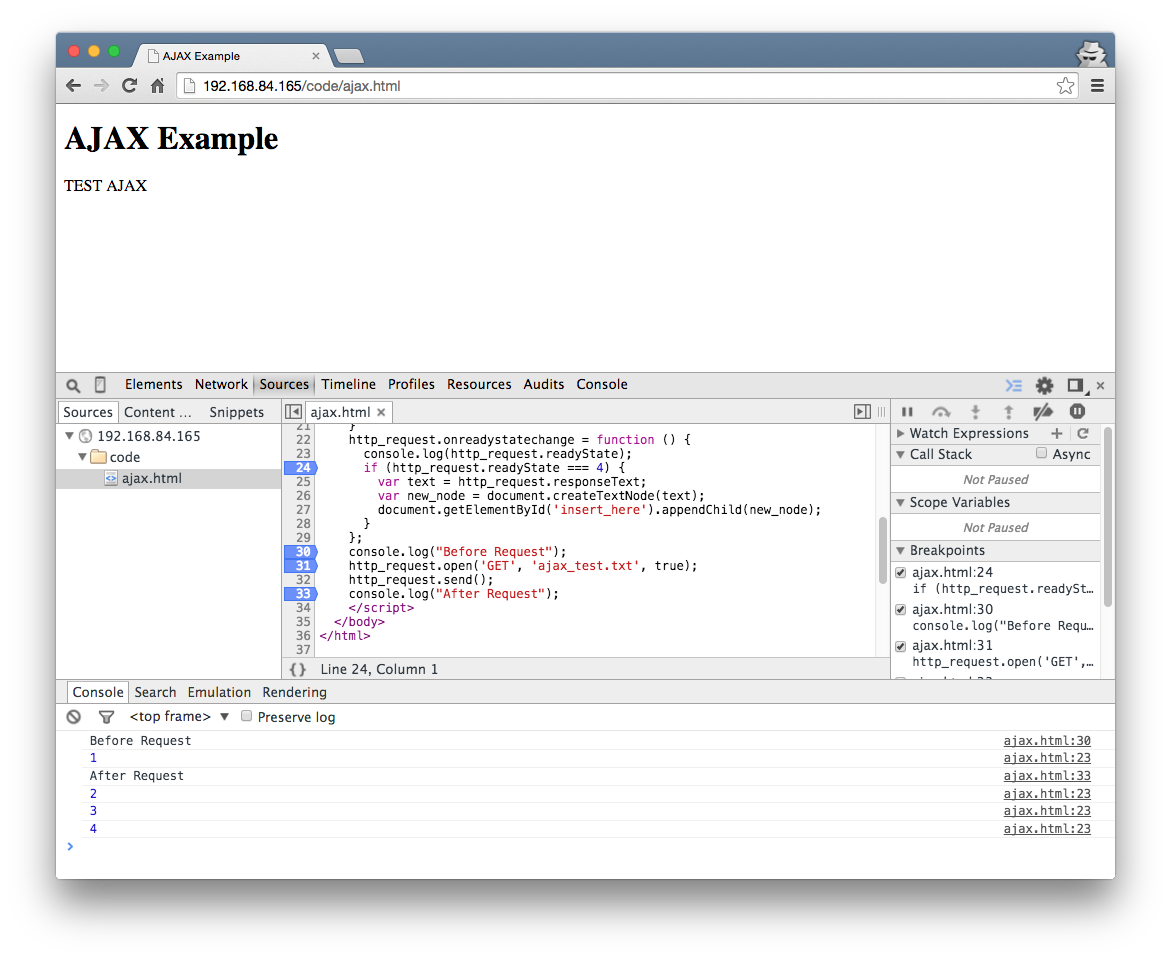 AJAX Example
192.168.84.165/code/ajax.html
AJAX Example
TEST AJAX
Elements Network Sources Timeline Profiles Resources Audits Console
Sources Content ... Snippets
ajax.html
192.168.84.165
code
ajax.html
21 }
22 http_request.onreadystatechange = function () {
23 console.log(http_request.readyState);
24 if (http_request.readyState === 4) {
25 var text = http_request.responseText;
26 var new_node = document.createTextNode(text);
27 document.getElementById('insert_here').appendChild(new_node);
28 }
29 };
30 console.log("Before Request");
31 http_request.open('GET', 'ajax_test.txt', true);
32 http_request.send();
33 console.log("After Request");
34 </script>
35 </body>
36 </html>
37
{} Line 24, Column 1
Watch Expressions
Call Stack Async
Not Paused
Scope Variables
Not Paused
Breakpoints
ajax.html:24
if (http_request.readySt…
ajax.html:30
console.log("Before Requ…
ajax.html:31
http_request.open('GET',…
Console Search Emulation Rendering
<top frame> Preserve log
Before Request ajax.html:30
1 ajax.html:23
After Request ajax.html:33
2 ajax.html:23
3 ajax.html:23
4 ajax.html:23
>